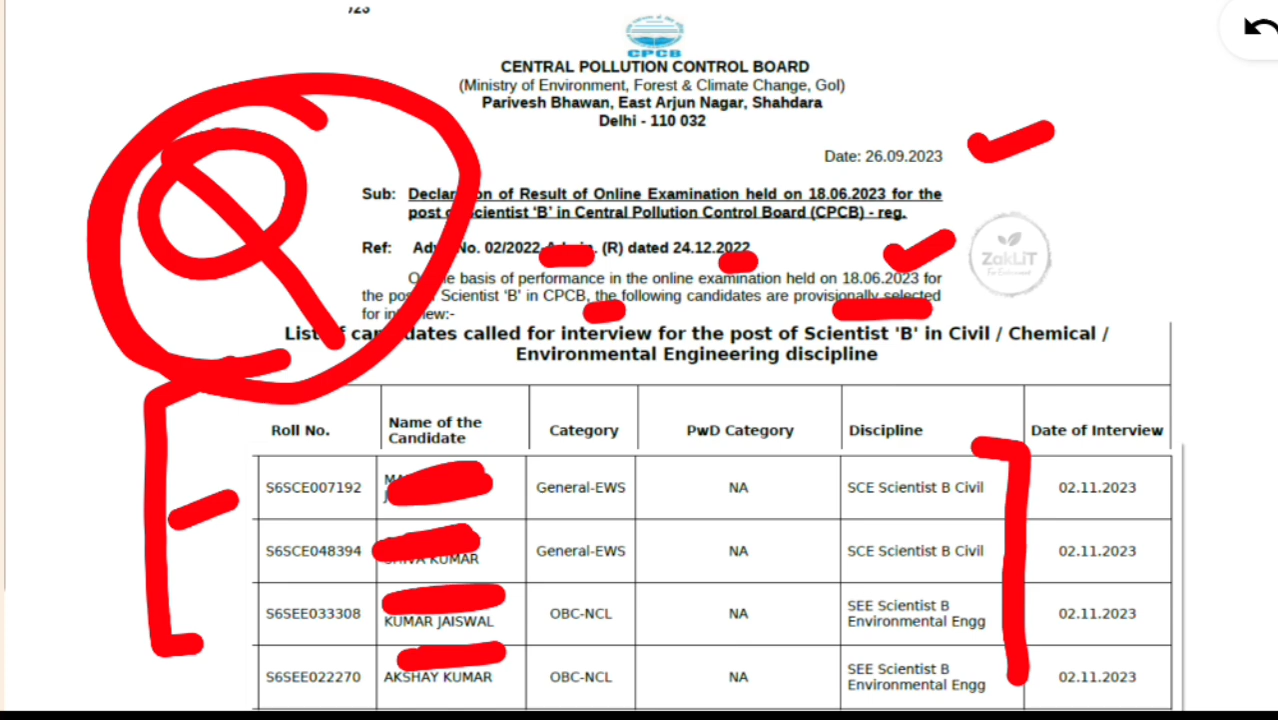 CPCB
CENTRAL POLLUTION CONTROL BOARD
(Ministry of Environment, Forest & Climate Change, GoI)
Parivesh Bhawan, East Arjun Nagar, Shahdara
Delhi - 110 032
Date: 26.09.2023
Sub: of Result of Online Examination held on 18.06.2023 for the
post Scientist 'B' in Central Pollution Control Board (CPCB) - reg.
Ref: No. 02/2022- (R) dated 24.12.2022
basis of performance in the online examination held on 18.06.2023 for
the Scientist 'B' in CPCB, the following candidates are provisionally selected
for :-
ZakLiT
List candidates called for interview for the post of Scientist 'B' in Civil / Chemical /
Environmental Engineering discipline
Roll No. Name of the Candidate Category PwD Category Discipline Date of Interview
S6SCE007192 General-EWS NA SCE Scientist B Civil 02.11.2023
S6SCE048394 KUMAR General-EWS NA SCE Scientist B Civil 02.11.2023
S6SEE033308 KUMAR JAISWAL OBC-NCL NA SEE Scientist B Environmental Engg 02.11.2023
S6SEE022270 AKSHAY KUMAR OBC-NCL NA SEE Scientist B Environmental Engg 02.11.2023